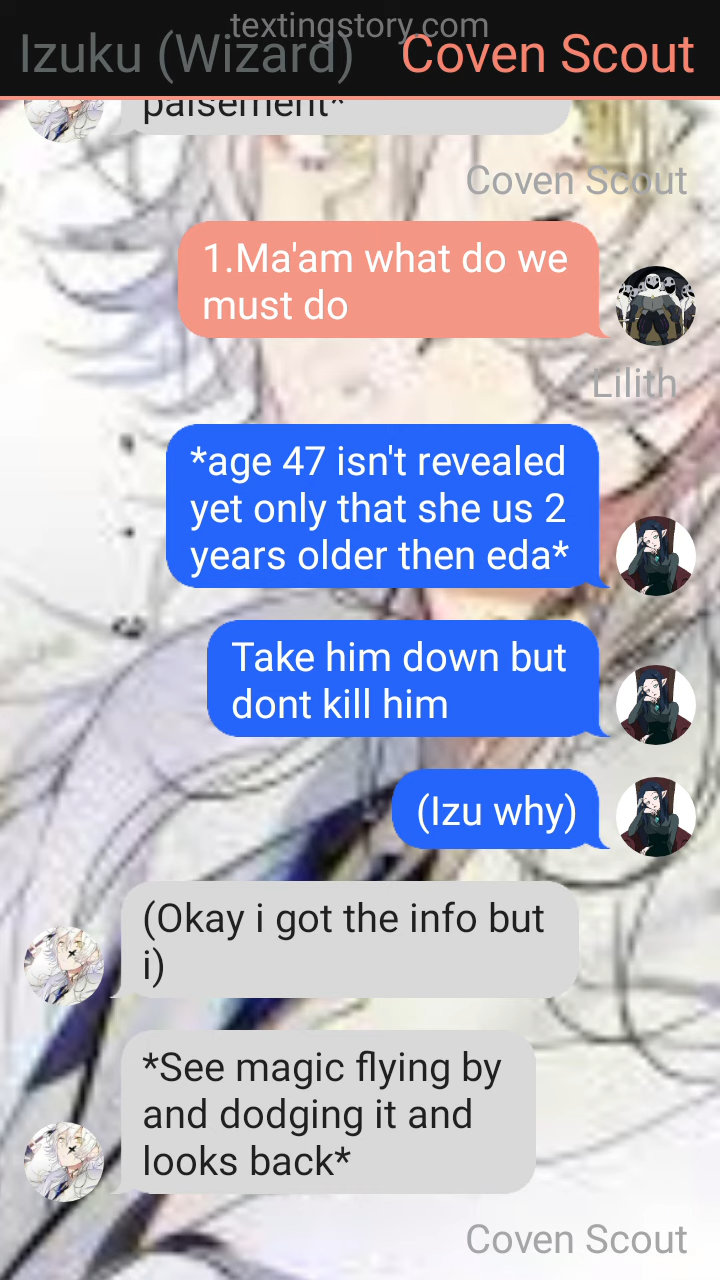 textingstory.com
Izuku (Wizard) Coven Scout
paisement*
Coven Scout
1.Ma'am what do we
must do
Lilith
*age 47 isn't revealed
yet only that she us 2
years older then eda*
Take him down but
dont kill him
(Izu why)
(Okay i got the info but
i)
*See magic flying by
and dodging it and
looks back*
Coven Scout